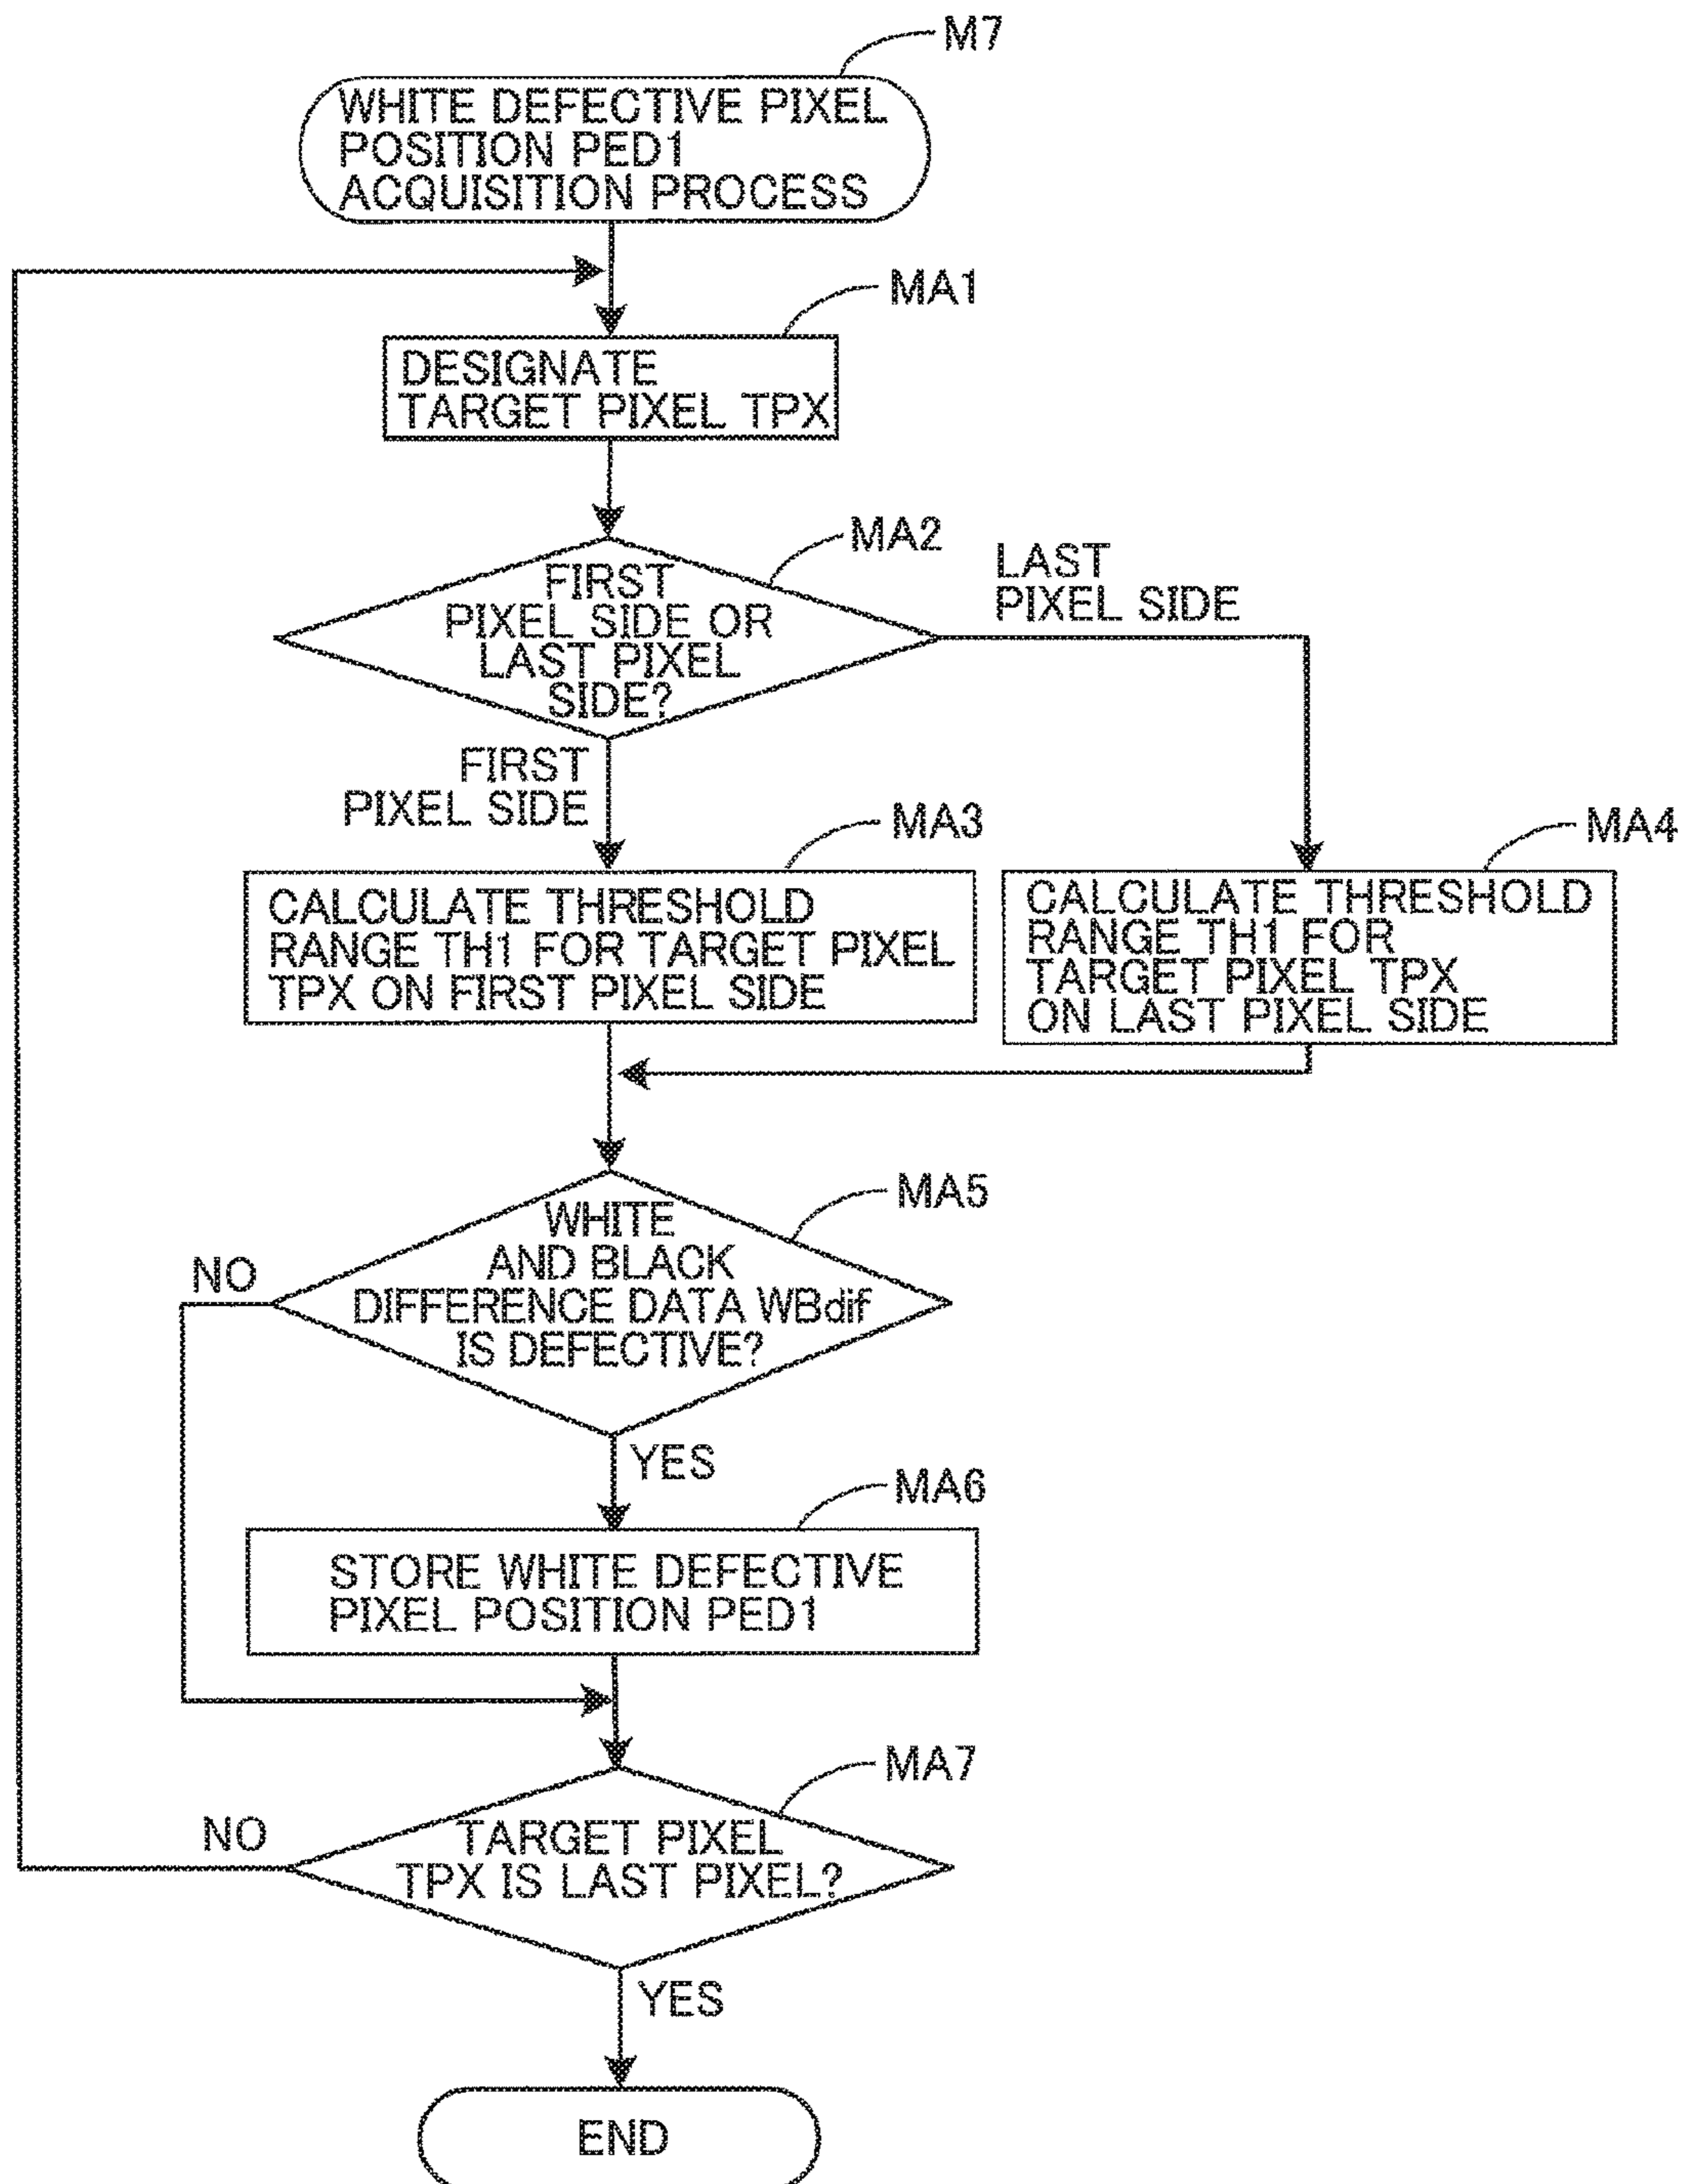 M7
WHITE DEFECTIVE PIXEL
POSITION PED1
ACQUISITION PROCESS
MA1
DESIGNATE
TARGET PIXEL TPX
MA2
FIRST
PIXEL SIDE OR
LAST PIXEL
SIDE?
LAST
PIXEL SIDE
FIRST
PIXEL SIDE
MA3
CALCULATE THRESHOLD
RANGE TH1 FOR TARGET PIXEL
TPX ON FIRST PIXEL SIDE
MA4
CALCULATE THRESHOLD
RANGE TH1 FOR
TARGET PIXEL TPX
ON LAST PIXEL SIDE
MA5
WHITE
AND BLACK
DIFFERENCE DATA WBdif
IS DEFECTIVE?
NO
YES
MA6
STORE WHITE DEFECTIVE
PIXEL POSITION PED1
MA7
TARGET PIXEL
TPX IS LAST PIXEL?
NO
YES
END